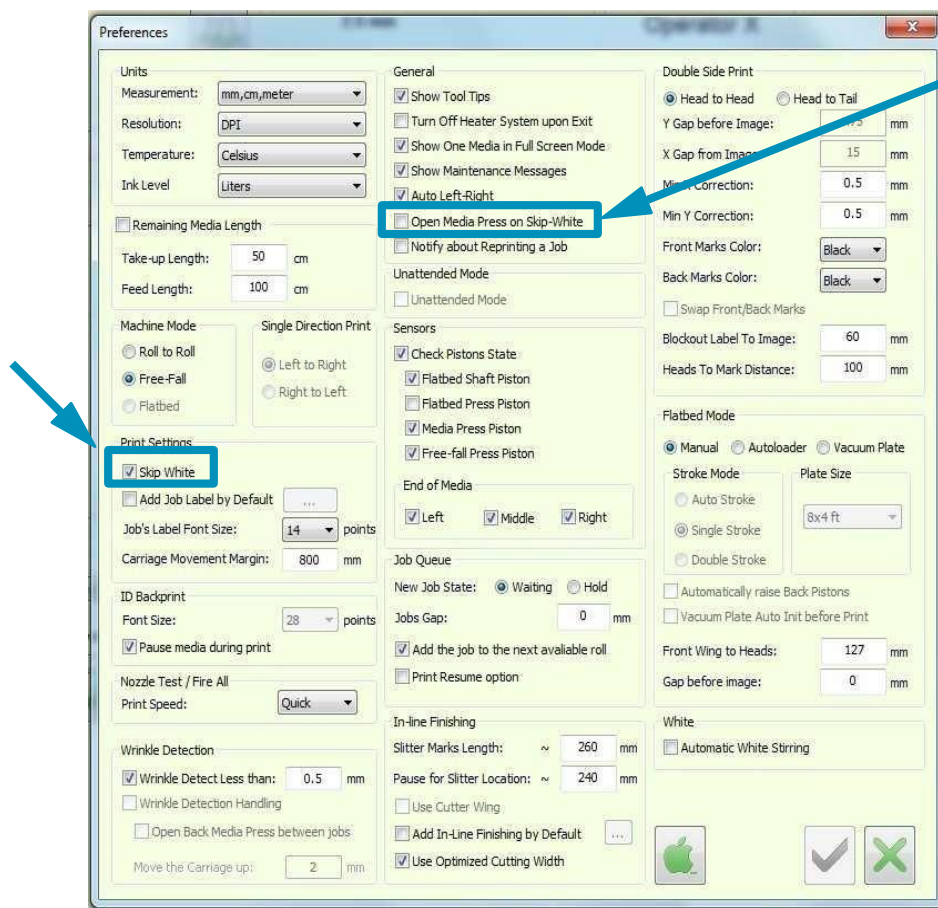 Operator X
Preferences
Units
Measurement: mm,cm,meter
Resolution: DPI
Temperature: Celsius
Ink Level Liters
Remaining Media Length
Take-up Length: 50 cm
Feed Length: 100 cm
Machine Mode
Roll to Roll
Free-Fall
Flatbed
Single Direction Print
Left to Right
Right to Left
Print Settings
Skip White
Add Job Label by Default ...
Job's Label Font Size: 14 points
Carriage Movement Margin: 800 mm
ID Backprint
Font Size: 28 points
Pause media during print
Nozzle Test / Fire All
Print Speed: Quick
Wrinkle Detection
Wrinkle Detect Less than: 0.5 mm
Wrinkle Detection Handling
Open Back Media Press between jobs
Move the Carriage up: 2 mm
General
Show Tool Tips
Turn Off Heater System upon Exit
Show One Media in Full Screen Mode
Show Maintenance Messages
Auto Left-Right
Open Media Press on Skip-White
Notify about Reprinting a Job
Unattended Mode
Unattended Mode
Sensors
Check Pistons State
Flatbed Shaft Piston
Flatbed Press Piston
Media Press Piston
Free-fall Press Piston
End of Media
Left Middle Right
Job Queue
New Job State: Waiting Hold
Jobs Gap: 0 mm
Add the job to the next avaliable roll
Print Resume option
In-line Finishing
Slitter Marks Length: ~ 260 mm
Pause for Slitter Location: ~ 240 mm
Use Cutter Wing
Add In-Line Finishing by Default ...
Use Optimized Cutting Width
Double Side Print
Head to Head Head to Tail
Y Gap before Image: mm
X Gap from Image 15 mm
Min Correction: 0.5 mm
Min Y Correction: 0.5 mm
Front Marks Color: Black
Back Marks Color: Black
Swap Front/Back Marks
Blockout Label To Image: 60 mm
Heads To Mark Distance: 100 mm
Flatbed Mode
Manual Autoloader Vacuum Plate
Stroke Mode
Auto Stroke
Single Stroke
Double Stroke
Plate Size
8x4 ft
Automatically raise Back Pistons
Vacuum Plate Auto Init before Print
Front Wing to Heads: 127 mm
Gap before image: 0 mm
White
Automatic White Stirring